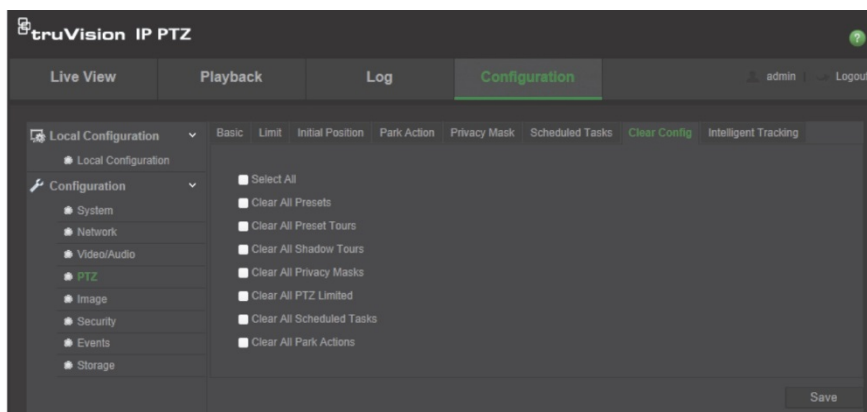 truVision IP PTZ
?
Live View Playback Log Configuration admin Logout
Local Configuration
Local Configuration
Configuration
System
Network
Video/Audio
PTZ
Image
Security
Events
Storage
Basic Limit Initial Position Park Action Privacy Mask Scheduled Tasks Clear Config Intelligent Tracking
Select All
Clear All Presets
Clear All Preset Tours
Clear All Shadow Tours
Clear All Privacy Masks
Clear All PTZ Limited
Clear All Scheduled Tasks
Clear All Park Actions
Save